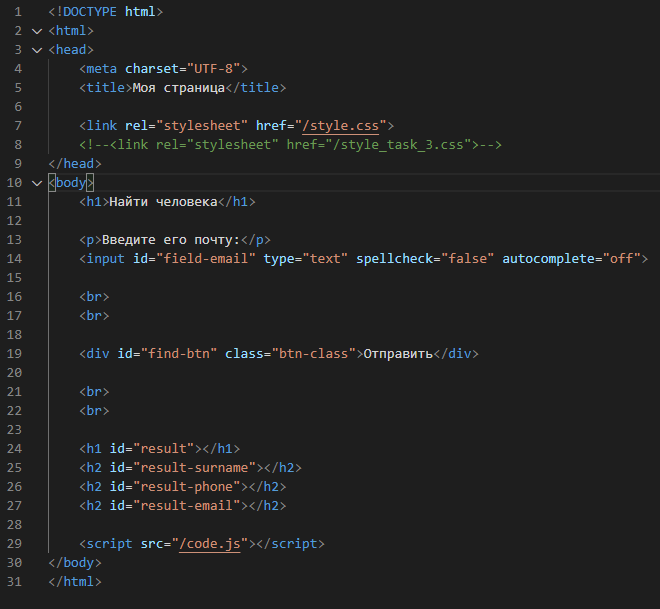 1 <!DOCTYPE html>
2 <html>
3 <head>
4 <meta charset="UTF-8">
5 <title>Моя страница</title>
6
7 <link rel="stylesheet" href="/style.css">
8 <!--<link rel="stylesheet" href="/style_task_3.css">-->
9 </head>
10 <body>
11 <h1>Найти человека</h1>
12
13 <p>Введите его почту:</p>
14 <input id="field-email" type="text" spellcheck="false" autocomplete="off">
15
16 <br>
17 <br>
18
19 <div id="find-btn" class="btn-class">Отправить</div>
20
21 <br>
22 <br>
23
24 <h1 id="result"></h1>
25 <h2 id="result-surname"></h2>
26 <h2 id="result-phone"></h2>
27 <h2 id="result-email"></h2>
28
29 <script src="/code.js"></script>
30 </body>
31 </html>